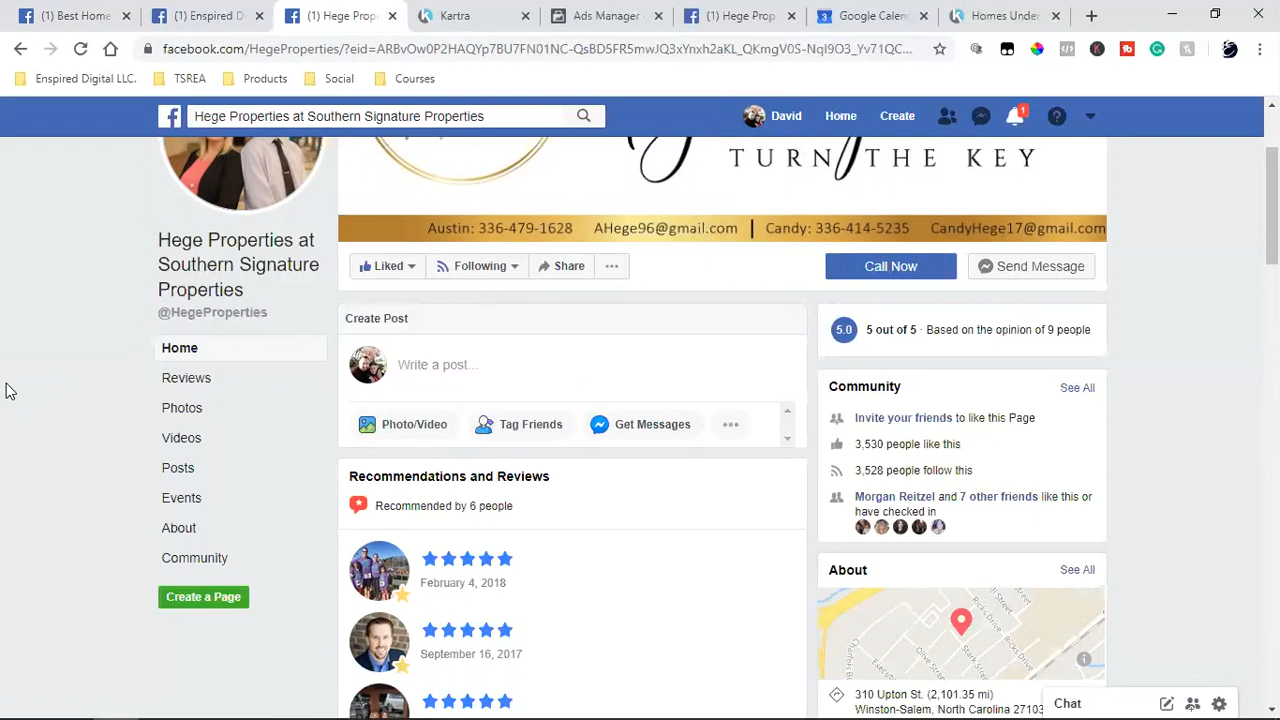 (1) Best Home
(1) Enspired D
(1) Hege Prop
Kartra
Ads Manager
(1) Hege Prop
Google Calen
Homes Under
facebook.com/HegeProperties/?eid=ARBvOw0P2HAQYp7BU7FN01NC-QsBD5FR5mwJQ3xYnxh2aKL_QKmgV0S-NqI9O3_Yv71QC...
Enspired Digital LLC.
TSREA
Products
Social
Courses
Hege Properties at Southern Signature Properties
David
Home
Create
1
TURN THE KEY
Austin: 336-479-1628 AHege96@gmail.com | Candy: 336-414-5235 CandyHege17@gmail.com
Hege Properties at
Southern Signature
Properties
@HegeProperties
Liked
Following
Share
Call Now
Send Message
Home
Reviews
Photos
Videos
Posts
Events
About
Community
Create a Page
Create Post
Write a post...
Photo/Video
Tag Friends
Get Messages
Recommendations and Reviews
Recommended by 6 people
February 4, 2018
September 16, 2017
5.0
5 out of 5 · Based on the opinion of 9 people
Community
See All
Invite your friends to like this Page
3,530 people like this
3,528 people follow this
Morgan Reitzel and 7 other friends like this or
have checked in
About
See All
Ricks Drive
310 Upton St. (2,101.35 mi)
Winston-Salem, North Carolina 27103
Chat